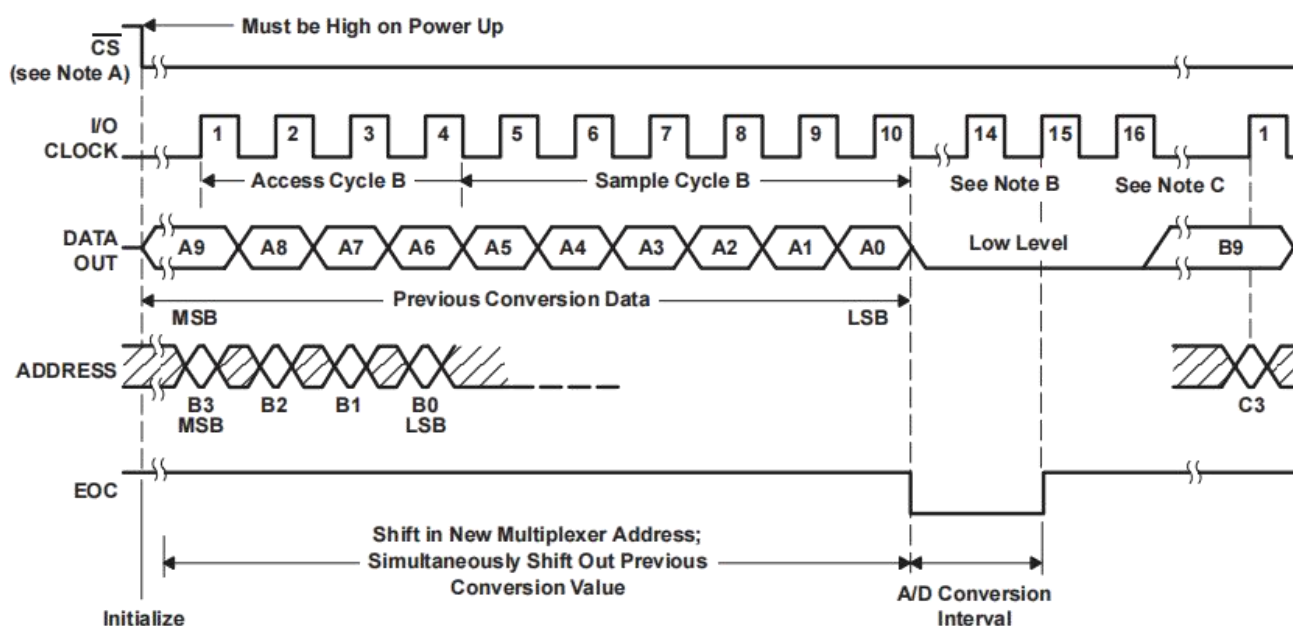 Must be High on Power Up
CS
(see Note A)
I/O
CLOCK
1 2 3 4 5 6 7 8 9 10 14 15 16 1
Access Cycle B
Sample Cycle B
See Note B
See Note C
DATA
OUT
A9 A8 A7 A6 A5 A4 A3 A2 A1 A0 Low Level B9
Previous Conversion Data
MSB LSB
ADDRESS
B3 B2 B1 B0 C3
MSB LSB
EOC
Shift in New Multiplexer Address;
Simultaneously Shift Out Previous
Conversion Value
A/D Conversion
Interval
Initialize